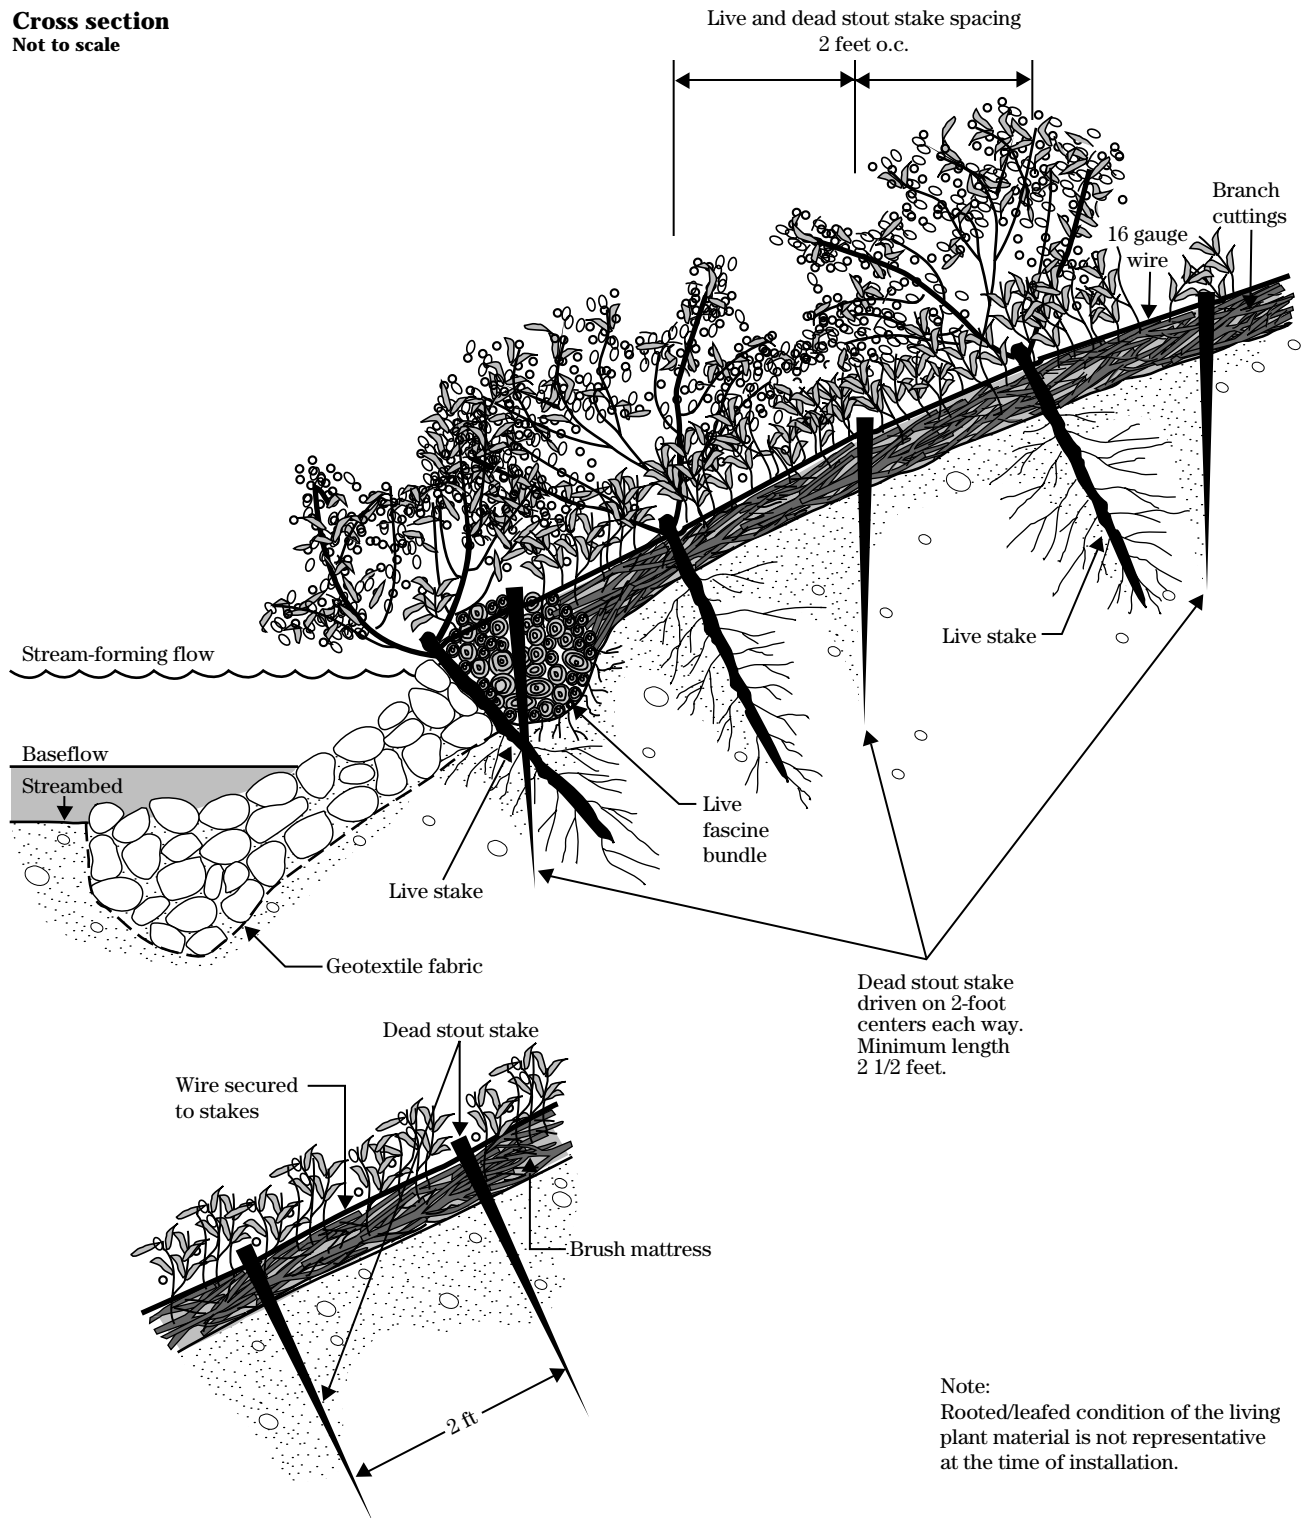 Cross section
Not to scale
Live and dead stout stake spacing
2 feet o.c.
Branch
cuttings
16 gauge
wire
Live stake
Stream-forming flow
Baseflow
Streambed
Live
fascine
bundle
Live stake
Geotextile fabric
Dead stout stake
driven on 2-foot
centers each way.
Minimum length
2 1/2 feet.
Dead stout stake
Wire secured
to stakes
Brush mattress
2 ft
Note:
Rooted/leafed condition of the living
plant material is not representative
at the time of installation.